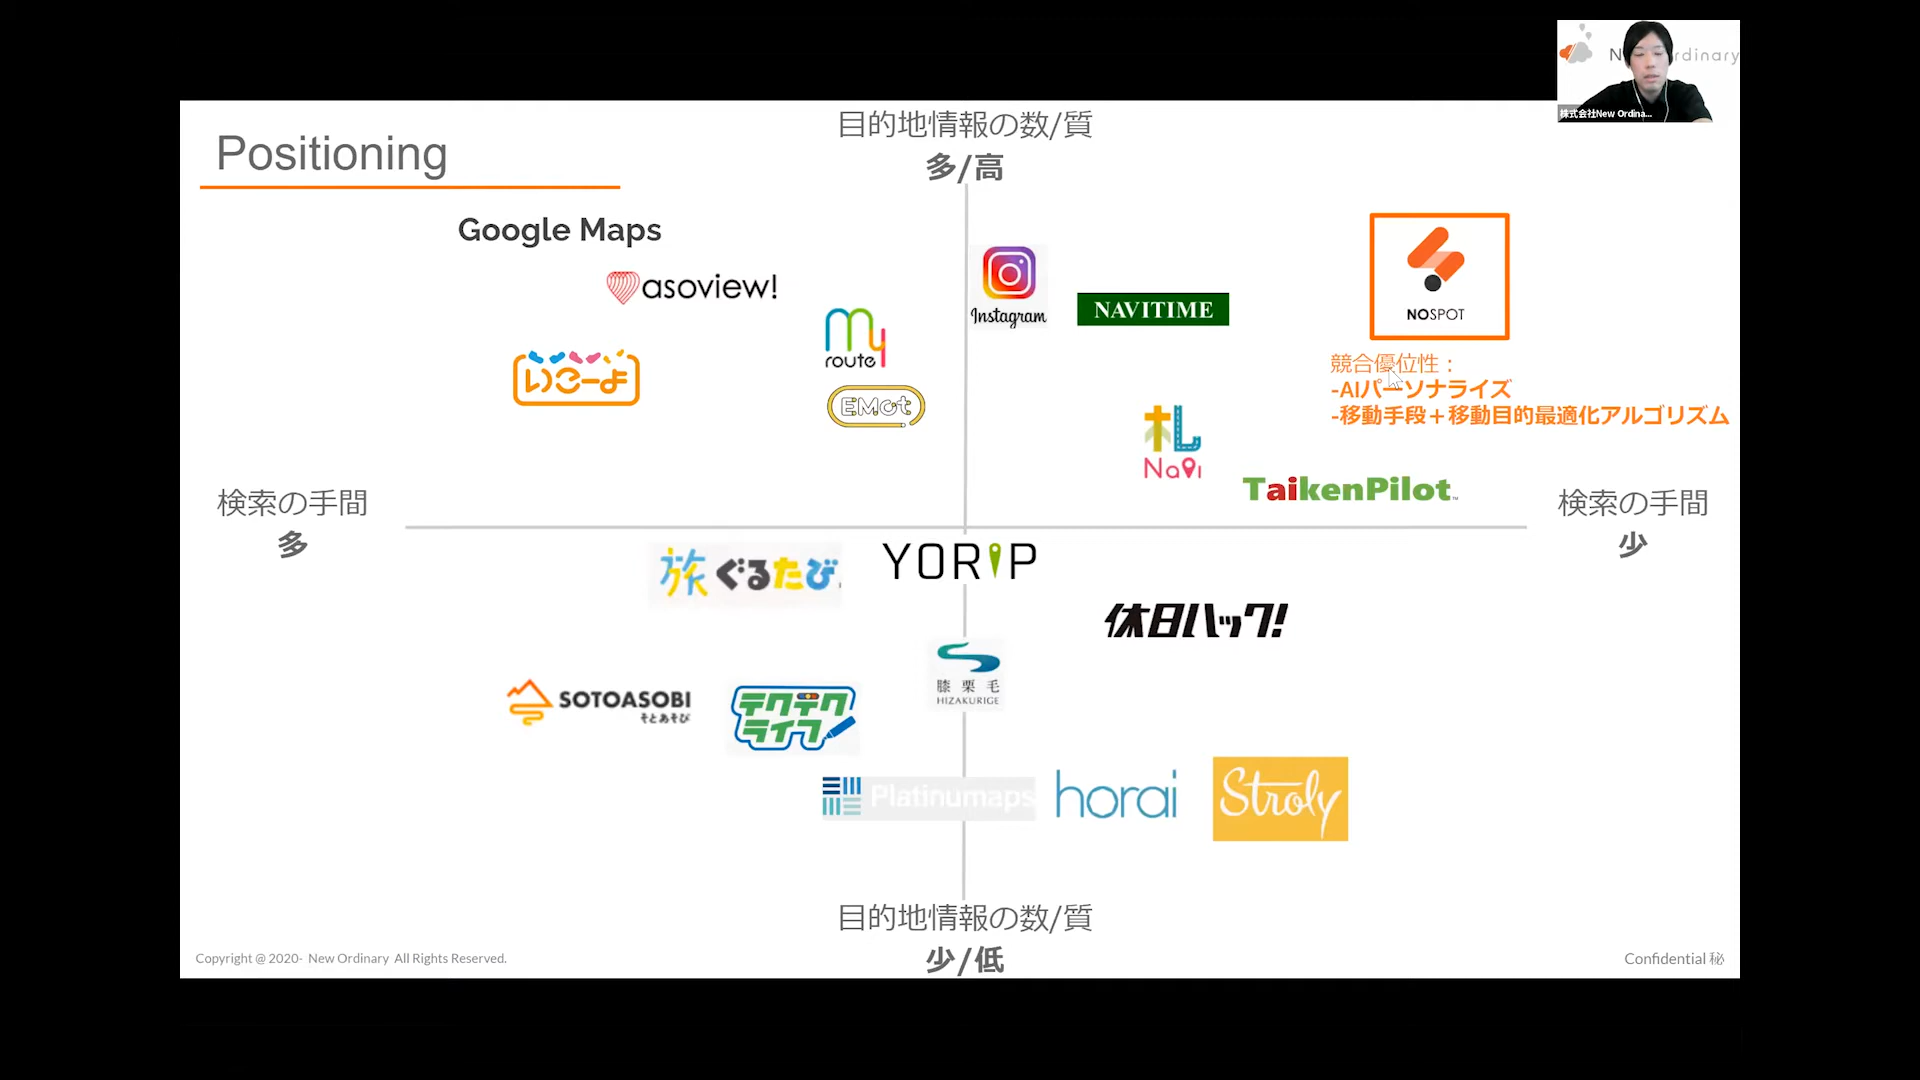 Positioning
目的地情報の数/質
多/高
株式会社New Ordina...
Google Maps
asoview!
my
route
いこーよ
EMot
Instagram
NAVITIME
NOSPOT
競合優位性：
-AIパーソナライズ
-移動手段＋移動目的最適化アルゴリズム
札
Navi
TaikenPilot
検索の手間
多
検索の手間
少
旅ぐるたび
YORIP
休日ハック!
膝栗毛
HIZAKURIGE
SOTOASOBI
そとあそび
テクテク
ライフ
Platinumaps
horai
Stroly
目的地情報の数/質
少/低
Copyright @ 2020- New Ordinary All Rights Reserved.
Confidential ㊙